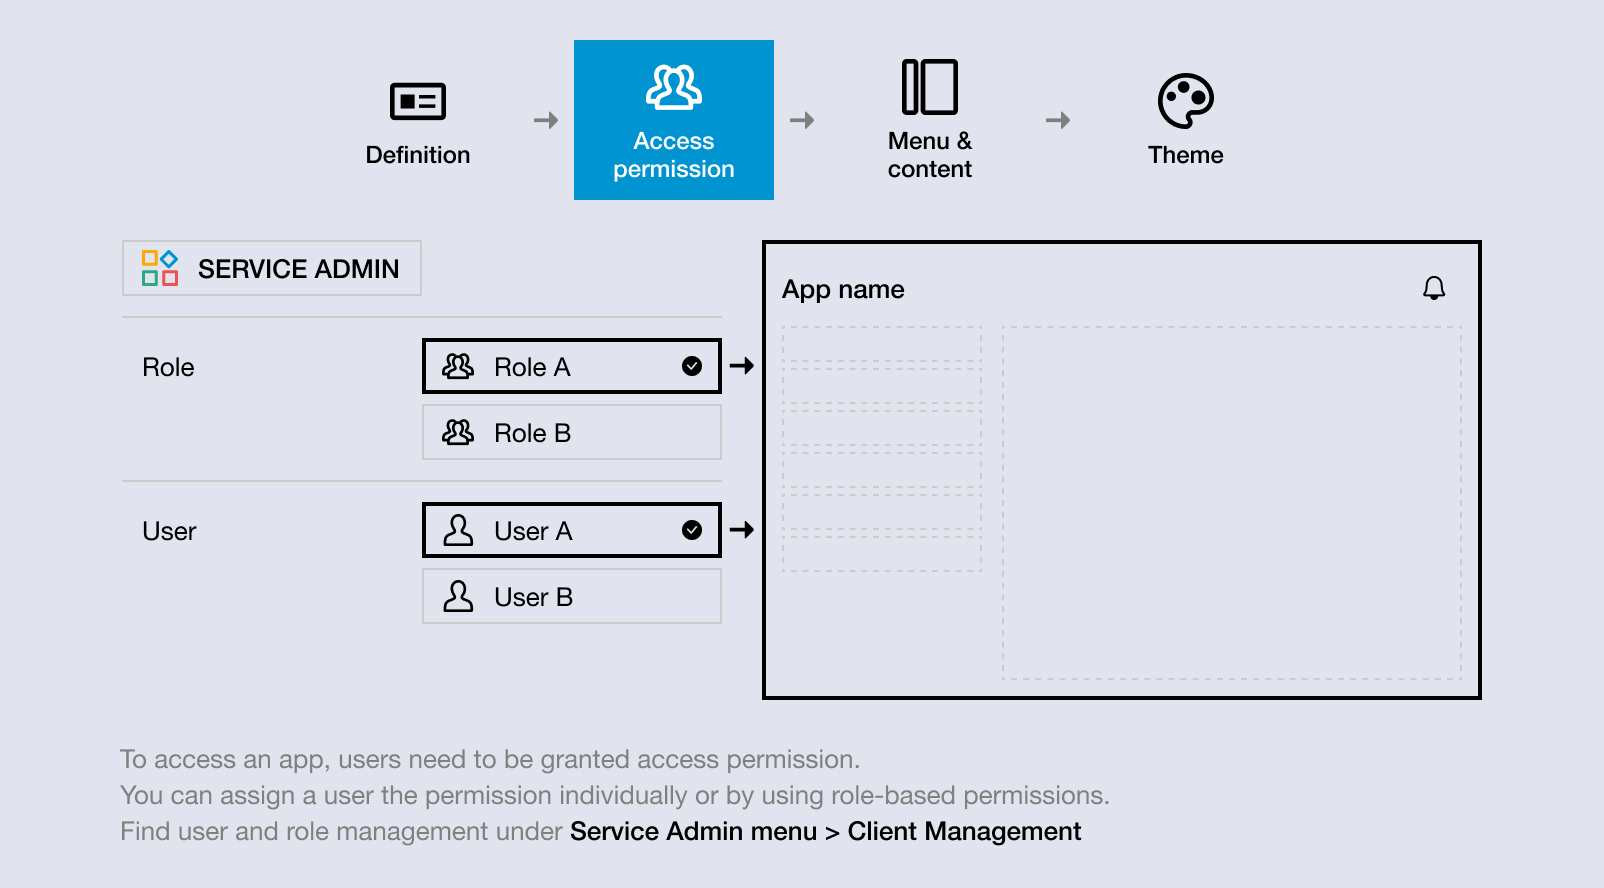 Definition
Access
permission
Menu &
content
Theme
SERVICE ADMIN
Role
Role A
Role B
User
User A
User B
App name
To access an app, users need to be granted access permission.
You can assign a user the permission individually or by using role-based permissions.
Find user and role management under Service Admin menu > Client Management